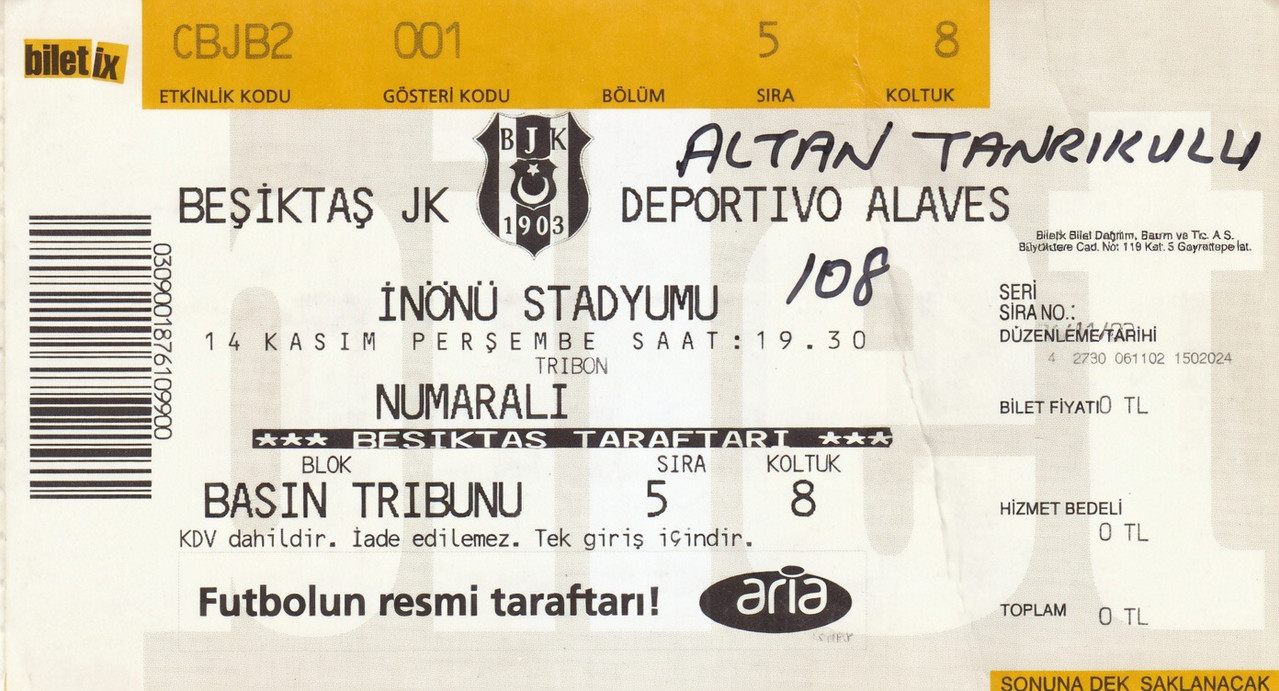 biletix
CBJB2 001 5 8
ETKİNLİK KODU GÖSTERİ KODU BÖLÜM SIRA KOLTUK
ALTAN TANRIKULU
BJK
1903
BEŞİKTAŞ JK DEPORTİVO ALAVES
Biletix Bilet Dağıtım, Basım ve Tic. A.S.
Büyükdere Cad. No: 119 Kat: 5 Gayrettepe Ist.
108
İNÖNÜ STADYUMU
14 KASIM PERŞEMBE SAAT:19.30
TRIBON
NUMARALI
*** BESIKTAS TARAFTARI ***
BLOK SIRA KOLTUK
BASIN TRIBUNU 5 8
KDV dahildir. İade edilemez. Tek giriş içindir.
Futbolun resmi taraftarı! aria
0309001876109900
SERİ
SIRA NO.:
DÜZENLEME TARİHİ
4 2730 061102 1502024
BİLET FİYATI 0 TL
HİZMET BEDELİ
0 TL
TOPLAM 0 TL
SONUNA DEK SAKLANACAK